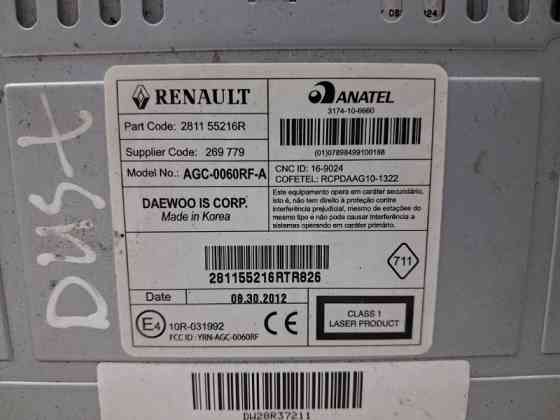 RENAULT
ANATEL
3174-10-6660
Part Code: 2811 55216R
(01)07898499100188
Supplier Code: 269 779
Model No.: AGC-0060RF-A
CNC ID: 16-9024
COFETEL: RCPDAAG10-1322
DAEWOO IS CORP.
Made in Korea
Este equipamento opera em caráter secundário,
isto é, não tem direito à proteção contra
interferência prejudicial, mesmo de estações do
mesmo tipo e não pode causar interferência a
sistemas operando em caráter primário.
281155216RTR826
711
Date 08.30.2012
E4 10R-031992
FCC ID: YRN-AGC-0060RF
CE
CLASS 1
LASER PRODUCT
DW20R37211
Dust